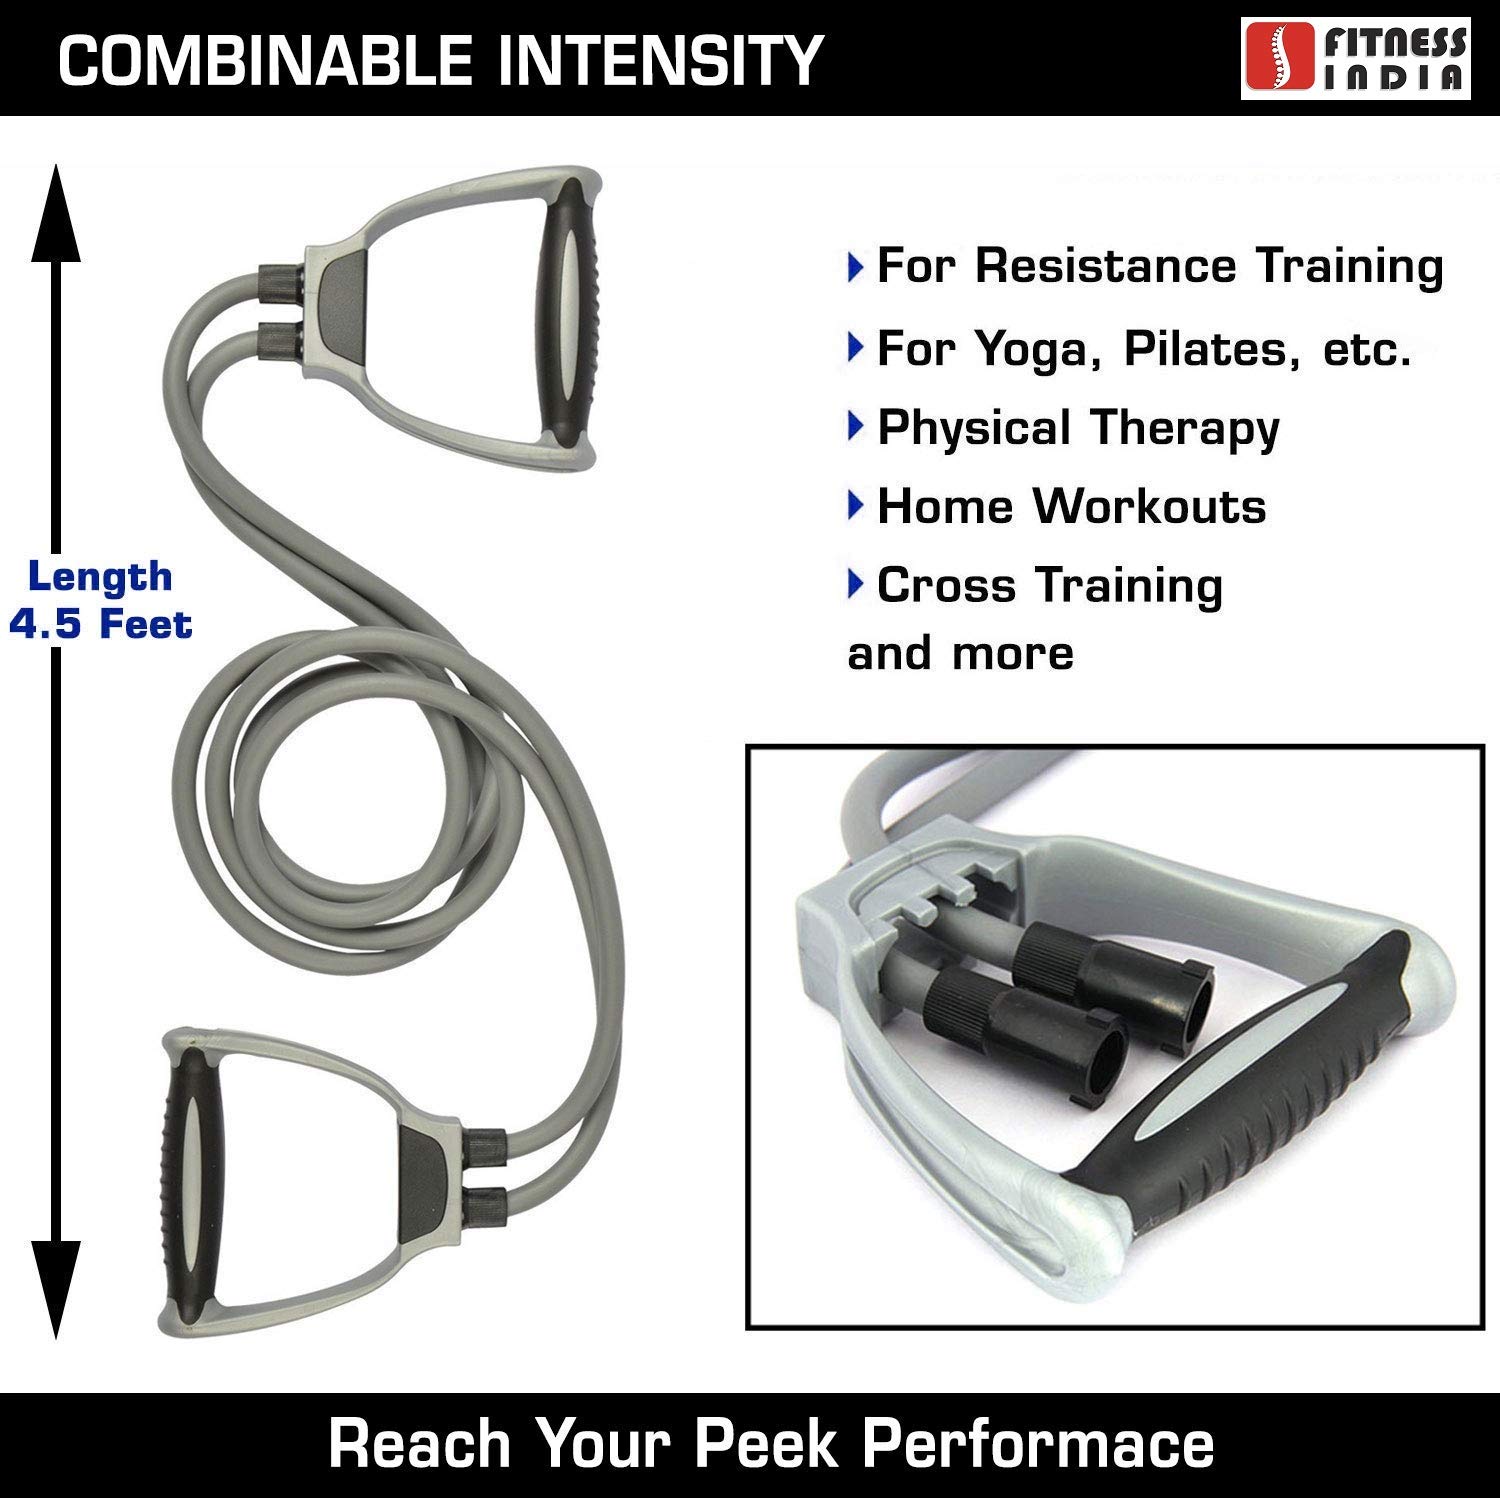 COMBINABLE INTENSITY
FITNESS
INDIA
For Resistance Training
For Yoga, Pilates, etc.
Physical Therapy
Home Workouts
Cross Training
and more
Length
4.5 Feet
Reach Your Peek Performace